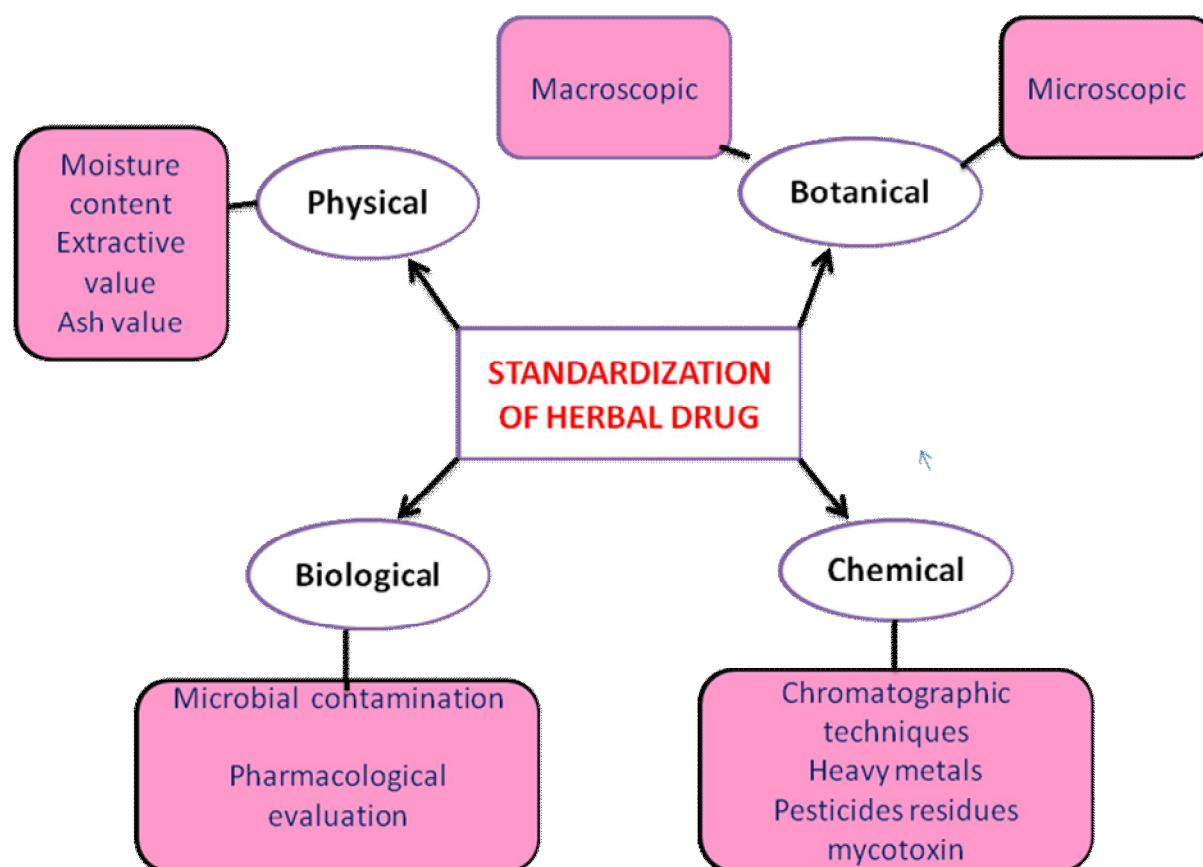 Macroscopic
Microscopic
Moisture
content
Extractive
value
Ash value
Physical
Botanical
STANDARDIZATION
OF HERBAL DRUG
Biological
Chemical
Microbial contamination
Pharmacological
evaluation
Chromatographic
techniques
Heavy metals
Pesticides residues
mycotoxin